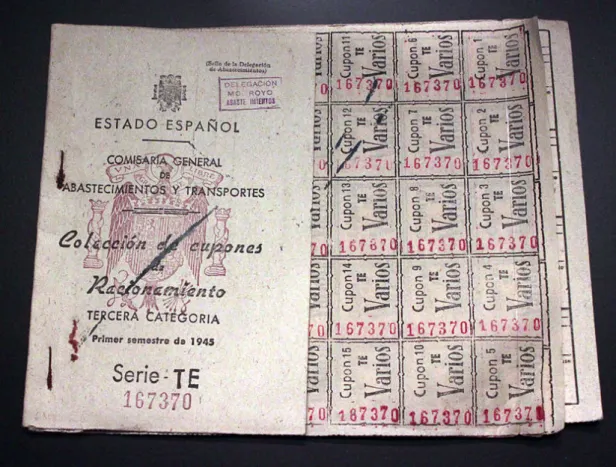 (Sello de la Delegación
de Abastecimientos)
DELEGACION
MD. ROYO
ESTADO ESPAÑOL
COMISARÍA GENERAL
DE
ABASTECIMIENTOS Y TRANSPORTES
UNA
LIBRE
Colección de cupones
de
Racionamiento
TERCERA CATEGORIA
Primer semestre de 1945
Serie - TE
167370
Cupon 11
TE
Varios
167370
Cupon 6
TE
Varios
167370
Cupon 1
TE
Varios
167370
Cupon 12
TE
Varios
167370
Cupon 7
TE
Varios
167370
Cupon 2
TE
Varios
167370
Cupon 13
TE
Varios
167370
Cupon 8
TE
Varios
167370
Cupon 3
TE
Varios
167370
Cupon 14
TE
Varios
167370
Cupon 9
TE
Varios
167370
Cupon 4
TE
Varios
167370
Cupon 15
TE
Varios
167370
Cupon 10
TE
Varios
167370
Cupon 5
TE
Varios
167370